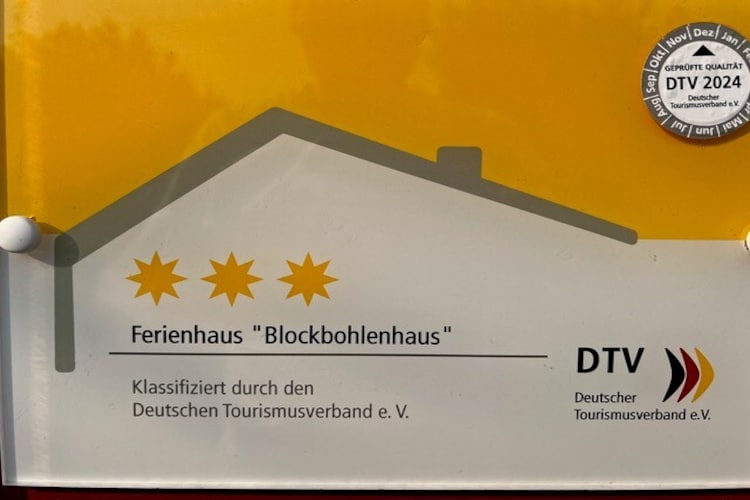 Aug Sep Okt Nov Dez Jan
GEPRÜFTE QUALITÄT
DTV 2024
Deutscher
Tourismusverband e.V.
Mai Jun Jul
Ferienhaus "Blockbohlenhaus"
Klassifiziert durch den
Deutschen Tourismusverband e. V.
DTV
Deutscher
Tourismusverband e.V.